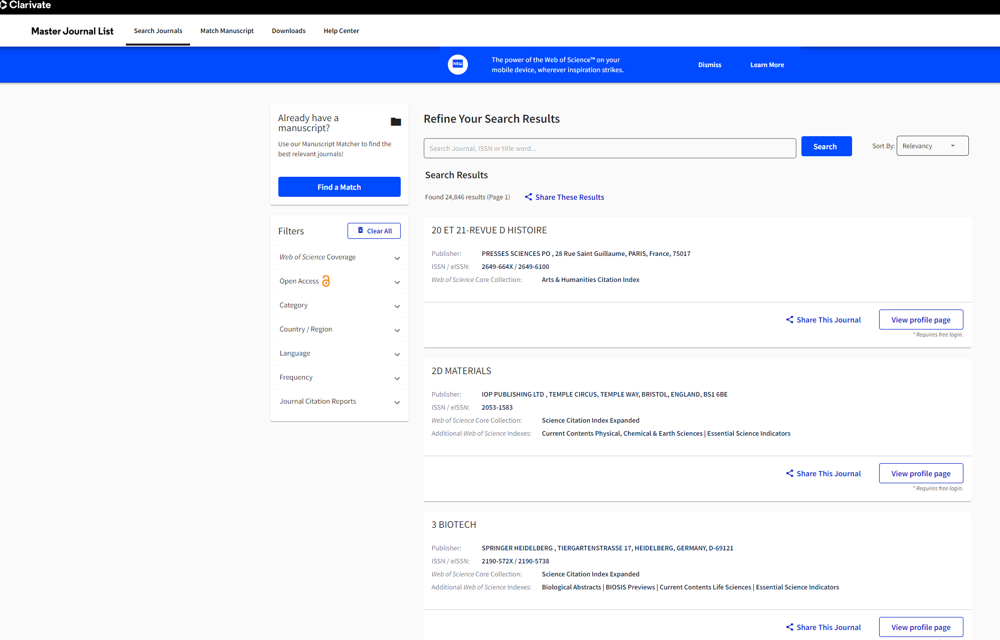 Clarivate
Master Journal List
Search Journals
Match Manuscript
Downloads
Help Center
NEW
The power of the Web of Science™ on your
mobile device, wherever inspiration strikes.
Dismiss
Learn More
Already have a
manuscript?
Use our Manuscript Matcher to find the
best relevant journals!
Find a Match
Filters
Clear All
Web of Science Coverage
Open Access
Category
Country / Region
Language
Frequency
Journal Citation Reports
Refine Your Search Results
Search Journal, ISSN or title word...
Search
Sort By: Relevancy
Search Results
Found 24,846 results (Page 1)
Share These Results
20 ET 21-REVUE D HISTOIRE
Publisher: PRESSES SCIENCES PO , 28 Rue Saint Guillaume, PARIS, France, 75017
ISSN / eISSN: 2649-664X / 2649-6100
Web of Science Core Collection: Arts & Humanities Citation Index
Share This Journal
View profile page
* Requires free login.
2D MATERIALS
Publisher: IOP PUBLISHING LTD , TEMPLE CIRCUS, TEMPLE WAY, BRISTOL, ENGLAND, BS1 6BE
ISSN / eISSN: 2053-1583
Web of Science Core Collection: Science Citation Index Expanded
Additional Web of Science Indexes: Current Contents Physical, Chemical & Earth Sciences | Essential Science Indicators
Share This Journal
View profile page
* Requires free login.
3 BIOTECH
Publisher: SPRINGER HEIDELBERG , TIERGARTENSTRASSE 17, HEIDELBERG, GERMANY, D-69121
ISSN / eISSN: 2190-572X / 2190-5738
Web of Science Core Collection: Science Citation Index Expanded
Additional Web of Science Indexes: Biological Abstracts | BIOSIS Previews | Current Contents Life Sciences | Essential Science Indicators
Share This Journal
View profile page